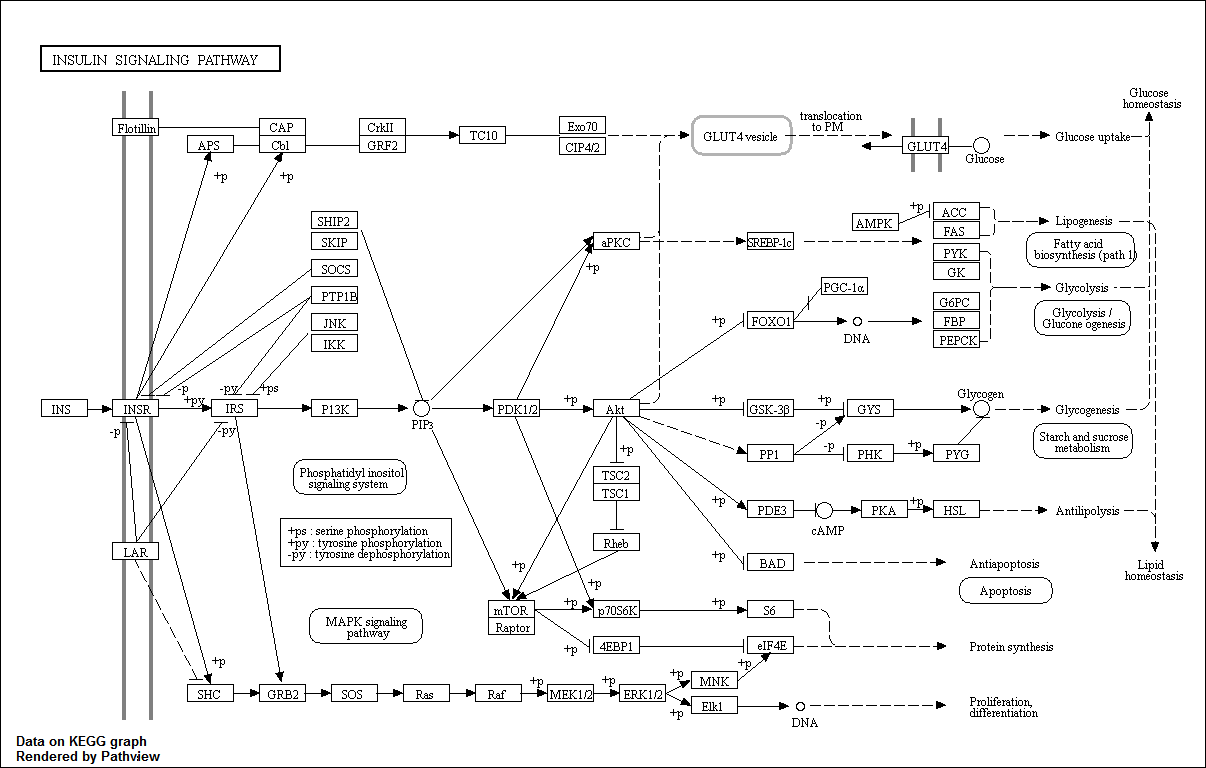 INSULIN SIGNALING PATHWAY
Glucose
homeostasis
Flotillin
CAP
Cbl
APS
CrkII
GRF2
TC10
Exo70
CIP4/2
GLUT4 vesicle
translocation
to PM
GLUT4
Glucose
Glucose uptake
+p
+p
SHIP2
SKIP
SOCS
PTP1B
JNK
IKK
aPKC
+p
SREBP-1c
AMPK
+p
ACC
FAS
PYK
GK
Lipogenesis
Fatty acid
biosynthesis (path 1)
Glycolysis
PGC-1α
+p
FOXO1
DNA
G6PC
FBP
PEPCK
Glycolysis /
Glucone ogenesis
-p
+py
-py
+ps
INS
INSR
IRS
P13K
PIP3
PDK1/2
+p
Akt
+p
GSK-3β
+p
GYS
Glycogen
Glycogenesis
-p
-py
+p
-p
-p
+p
TSC2
TSC1
PP1
PHK
PYG
Starch and sucrose
metabolism
Phosphatidyl inositol
signaling system
+p
PDE3
cAMP
PKA
+p
HSL
Antilipolysis
+ps : serine phosphorylation
+py : tyrosine phosphorylation
-py : tyrosine dephosphorylation
LAR
Rheb
+p
+p
+p
BAD
Antiapoptosis
Apoptosis
Lipid
homeostasis
MAPK signaling
pathway
mTOR
Raptor
+p
+p
p70S6K
4EBP1
+p
S6
eIF4E
+p
Protein synthesis
+p
SHC
GRB2
SOS
Ras
Raf
+p
MEK1/2
+p
ERK1/2
+p
+p
MNK
Elk1
DNA
Proliferation,
differentiation
Data on KEGG graph
Rendered by Pathview